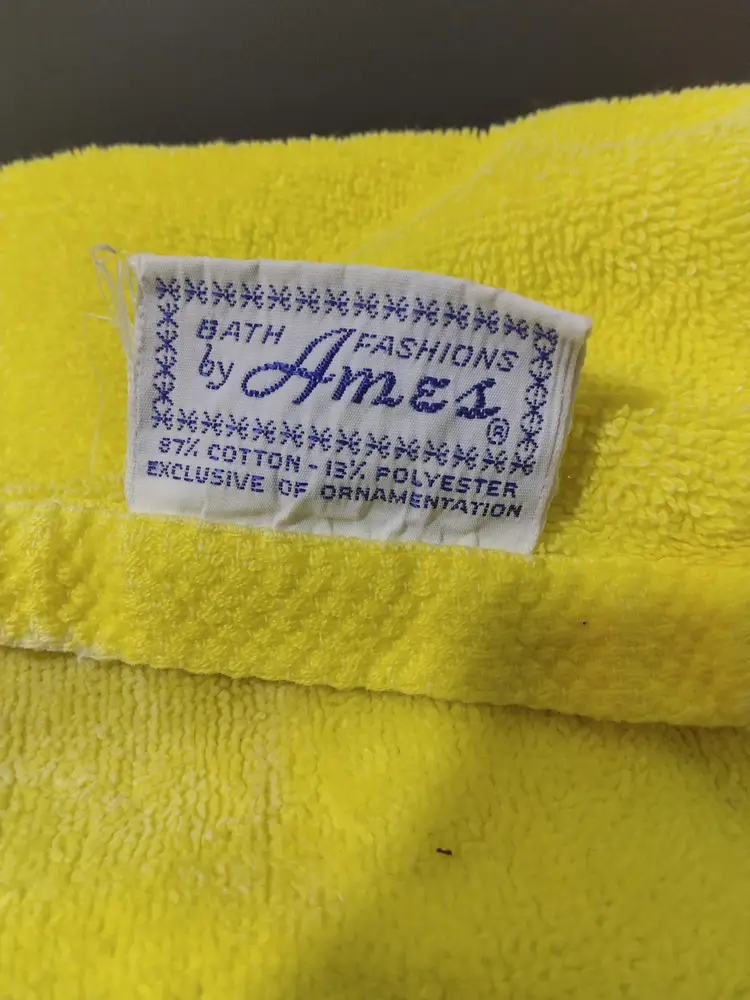 BATH FASHIONS
by Ames®
87% COTTON - 13% POLYESTER
EXCLUSIVE OF ORNAMENTATION